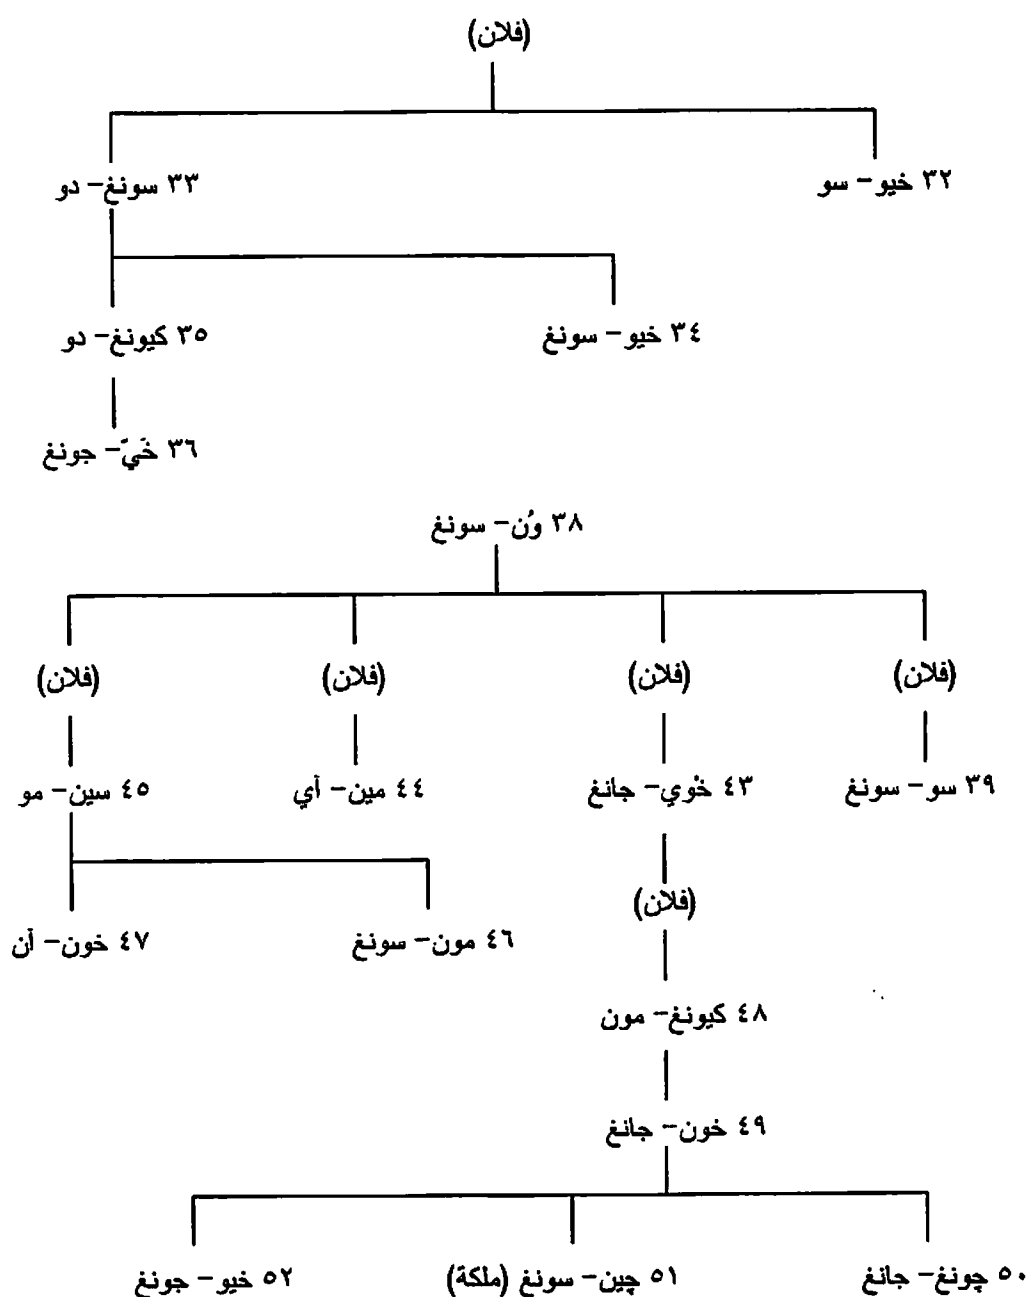 (فلان)
٣٢ خيو- سو ٣٣ سونغ- دو
٣٤ خيو- سونغ ٣٥ كيونغ- دو
٣٦ خَيّ- جونغ
٣٨ وُن- سونغ
(فلان) (فلان) (فلان) (فلان)
٣٩ سو- سونغ ٤٣ خْوي- جانغ ٤٤ مين- آي ٤٥ سين- مو
(فلان)
٤٦ مون- سونغ ٤٧ خون- آن
٤٨ كيونغ- مون
٤٩ خون- جانغ
٥٠ چونغ- جانغ ٥١ چين- سونغ (ملكة) ٥٢ خيو- جونغ